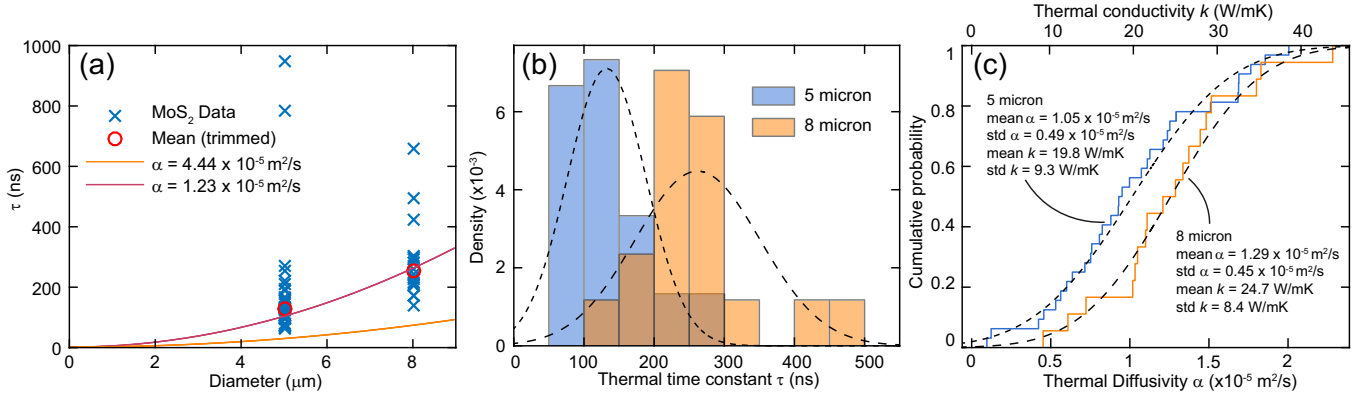 (a)
1000
800
600
400
200
0
τ (ns)
MoS2 Data
Mean (trimmed)
α = 4.44 x 10-5 m2/s
α = 1.23 x 10-5 m2/s
0 2 4 6 8
Diameter (μm)
(b)
5 micron
8 micron
6
4
2
0
Density (x10-3)
0 100 200 300 400 500
Thermal time constant τ (ns)
Thermal conductivity k (W/mK)
0 10 20 30 40
(c)
1
0.8
0.6
0.4
0.2
0
Cumulative probability
5 micron
mean α = 1.05 x 10-5 m2/s
std α = 0.49 x 10-5 m2/s
mean k = 19.8 W/mK
std k = 9.3 W/mK
8 micron
mean α = 1.29 x 10-5 m2/s
std α = 0.45 x 10-5 m2/s
mean k = 24.7 W/mK
std k = 8.4 W/mK
0 0.5 1 1.5 2
Thermal Diffusivity α (x10-5 m2/s)